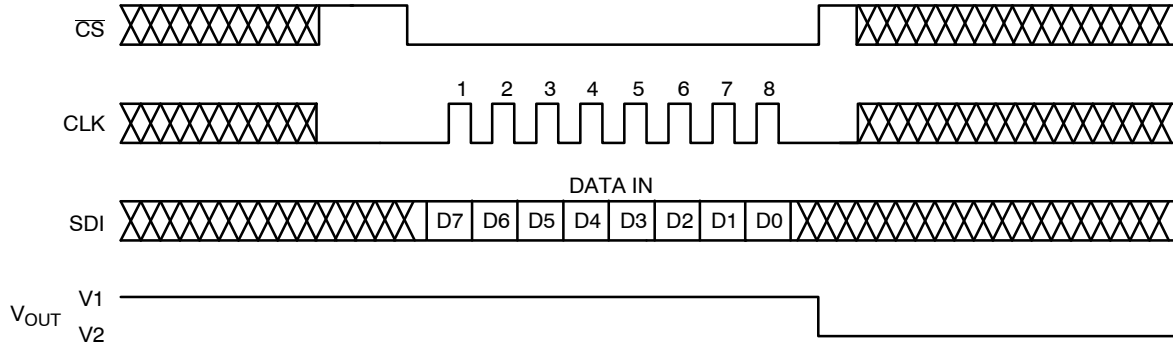 C̅S̅
1 2 3 4 5 6 7 8
CLK
DATA IN
SDI D7 D6 D5 D4 D3 D2 D1 D0
V1
VOUT
V2